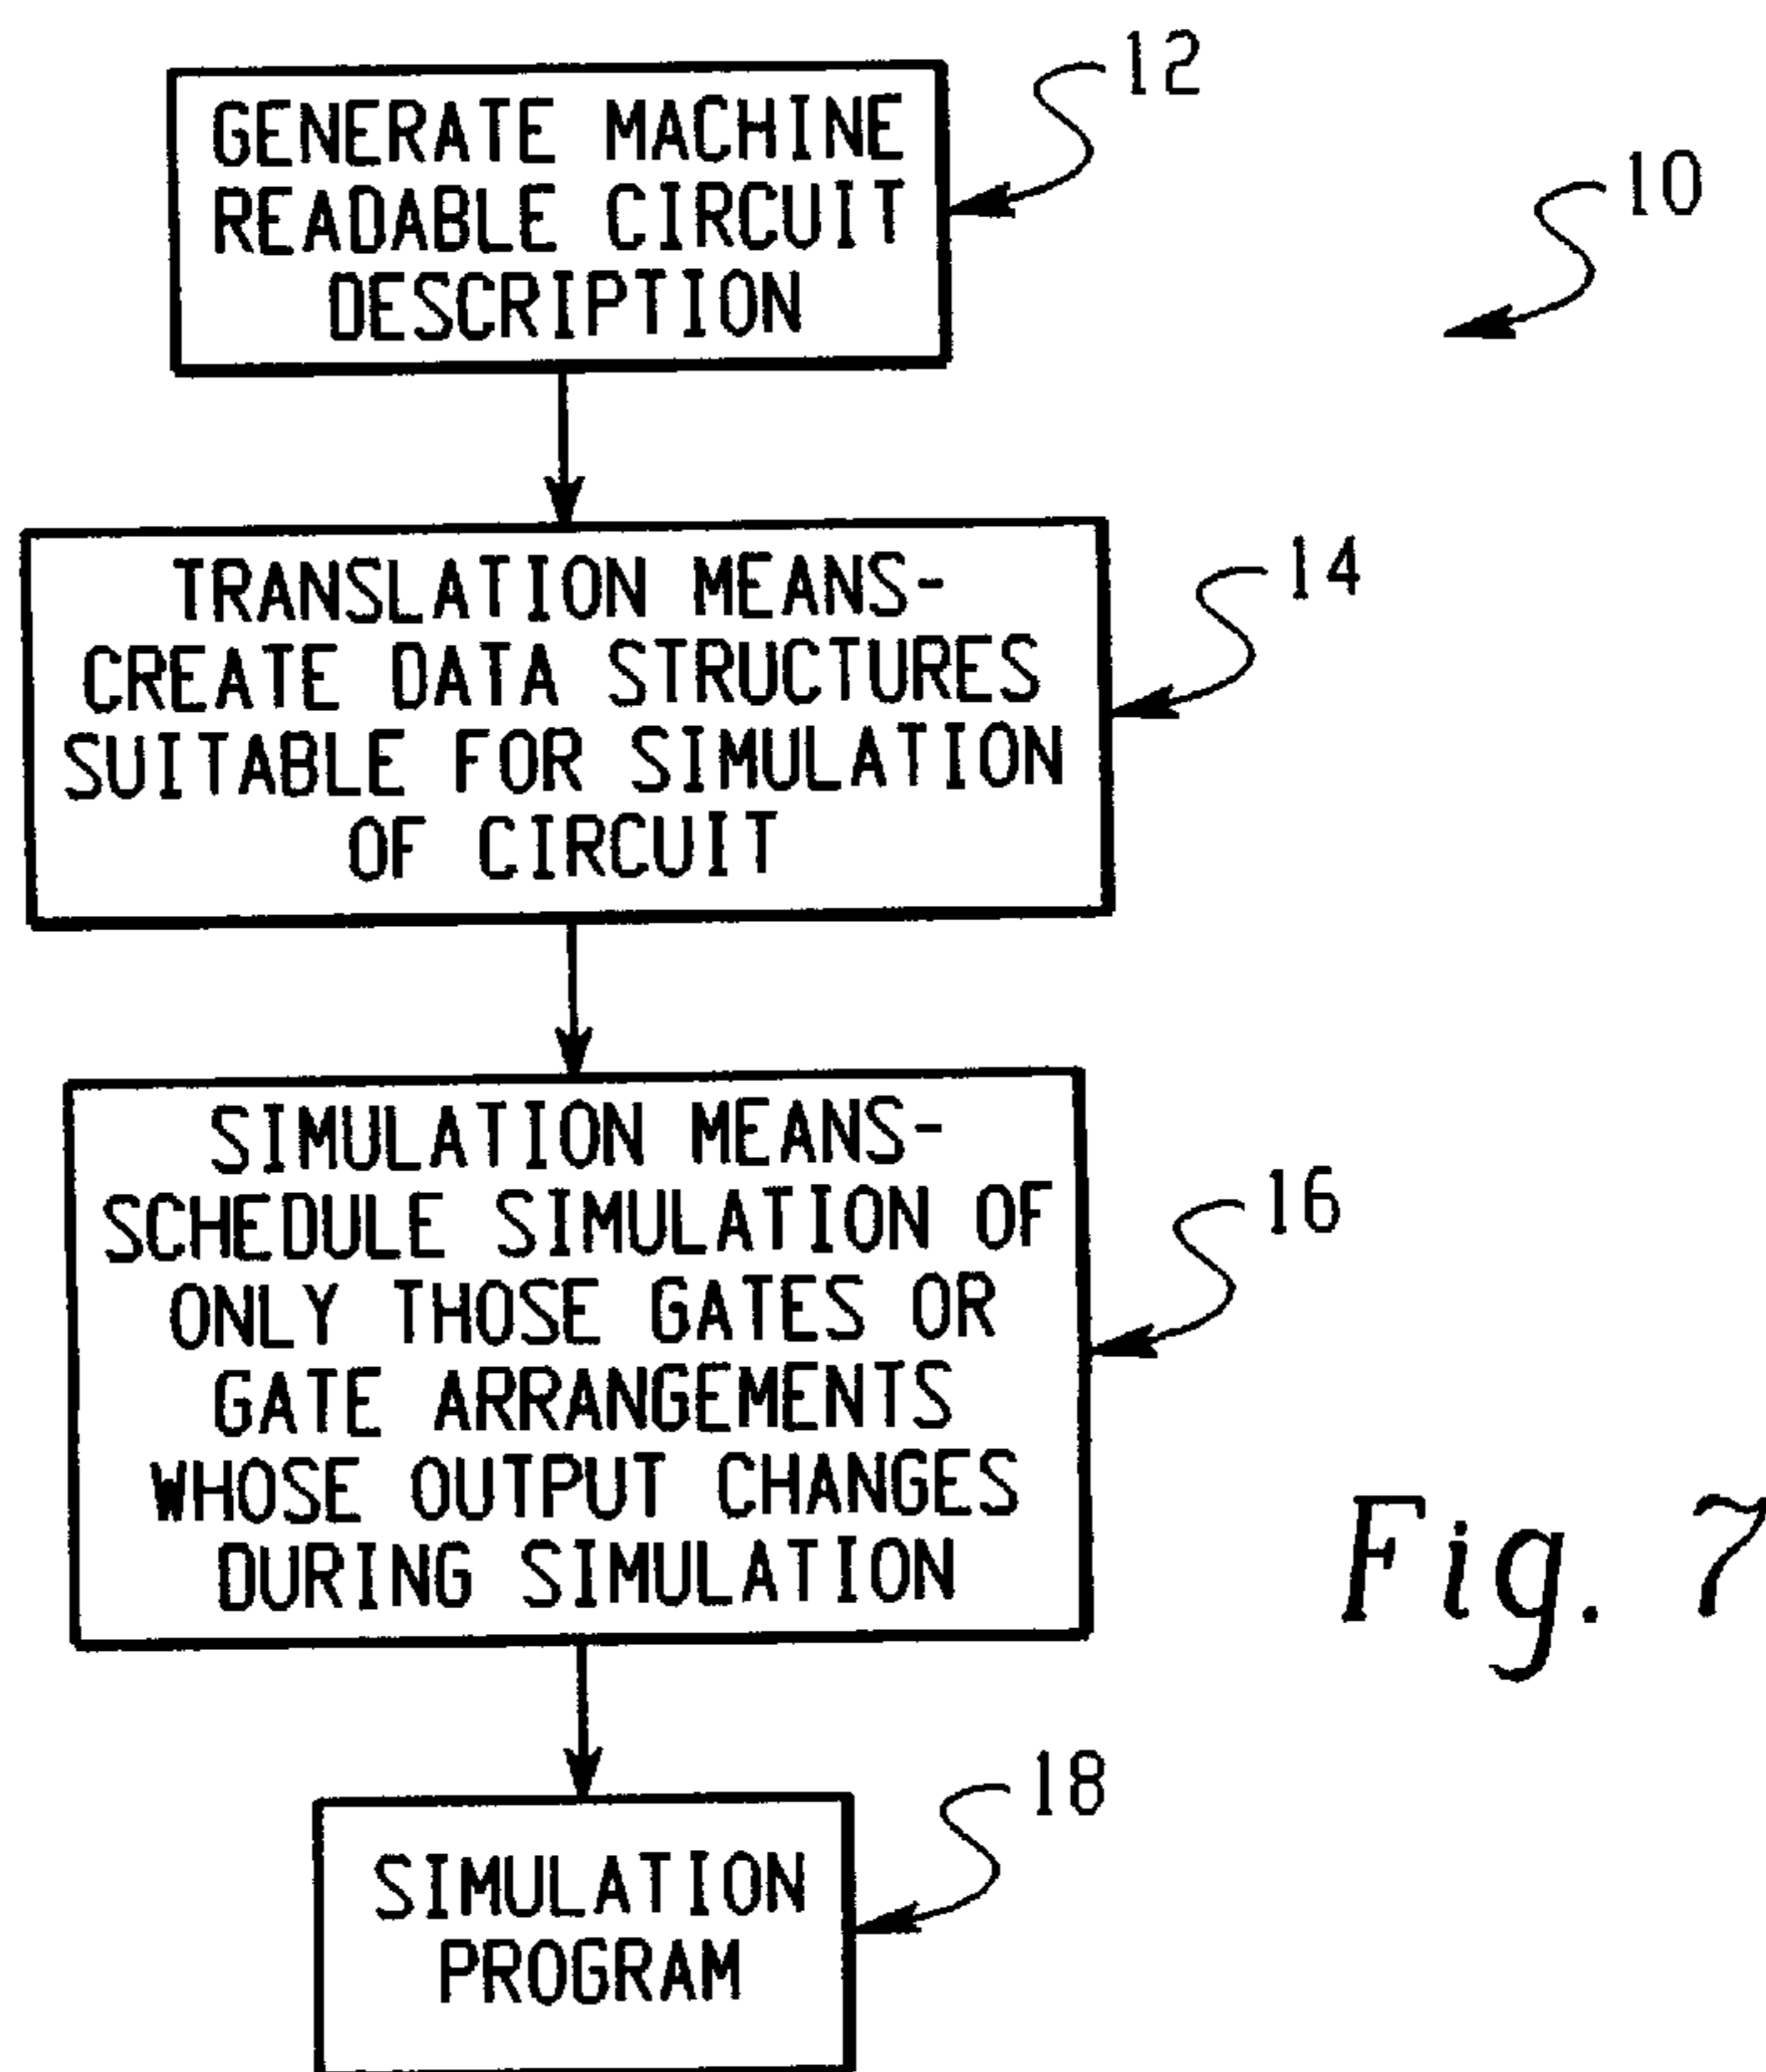 12
GENERATE MACHINE
READABLE CIRCUIT
DESCRIPTION
10
TRANSLATION MEANS-
CREATE DATA STRUCTURES
SUITABLE FOR SIMULATION
OF CIRCUIT
14
SIMULATION MEANS-
SCHEDULE SIMULATION OF
ONLY THOSE GATES OR
GATE ARRANGEMENTS
WHOSE OUTPUT CHANGES
DURING SIMULATION
16
Fig. 7
SIMULATION
PROGRAM
18